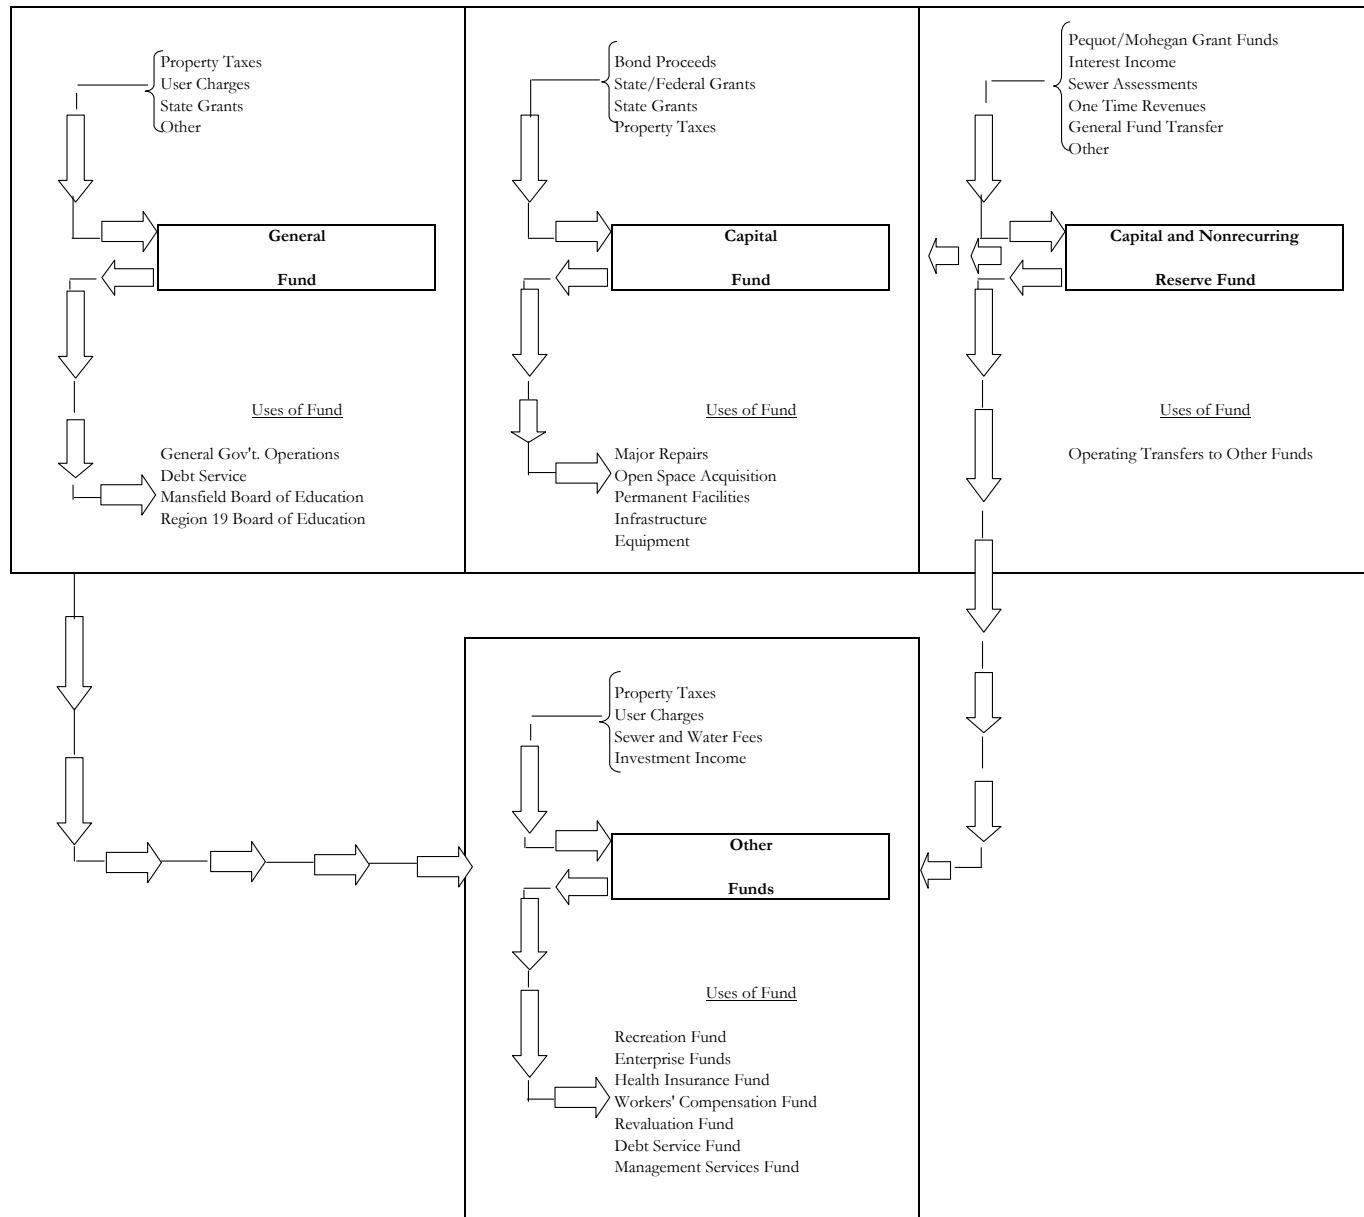 Property Taxes
User Charges
State Grants
Other
General
Fund
Uses of Fund
General Gov't. Operations
Debt Service
Mansfield Board of Education
Region 19 Board of Education
Bond Proceeds
State/Federal Grants
State Grants
Property Taxes
Capital
Fund
Uses of Fund
Major Repairs
Open Space Acquisition
Permanent Facilities
Infrastructure
Equipment
Pequot/Mohegan Grant Funds
Interest Income
Sewer Assessments
One Time Revenues
General Fund Transfer
Other
Capital and Nonrecurring
Reserve Fund
Uses of Fund
Operating Transfers to Other Funds
Property Taxes
User Charges
Sewer and Water Fees
Investment Income
Other
Funds
Uses of Fund
Recreation Fund
Enterprise Funds
Health Insurance Fund
Workers' Compensation Fund
Revaluation Fund
Debt Service Fund
Management Services Fund